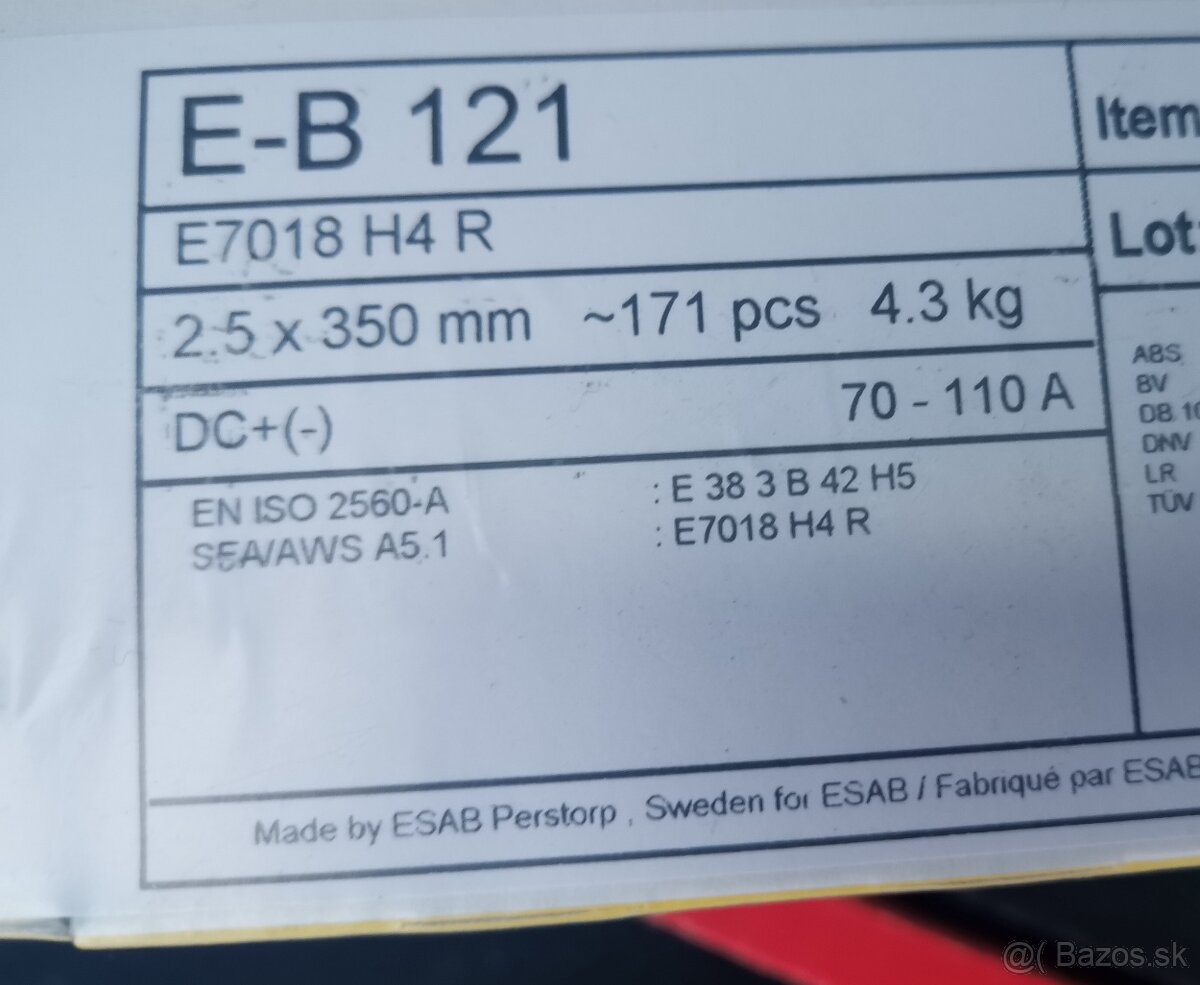 E-B 121
Item
E7018 H4 R
Lot:
2.5 x 350 mm ~171 pcs 4.3 kg
DC+(-) 70 - 110 A
ABS
BV
DB 10
DNV
LR
TÜV
EN ISO 2560-A : E 38 3 B 42 H5
SFA/AWS A5.1 : E7018 H4 R
Made by ESAB Perstorp , Sweden for ESAB / Fabriqué par ESAB
@( Bazos.sk